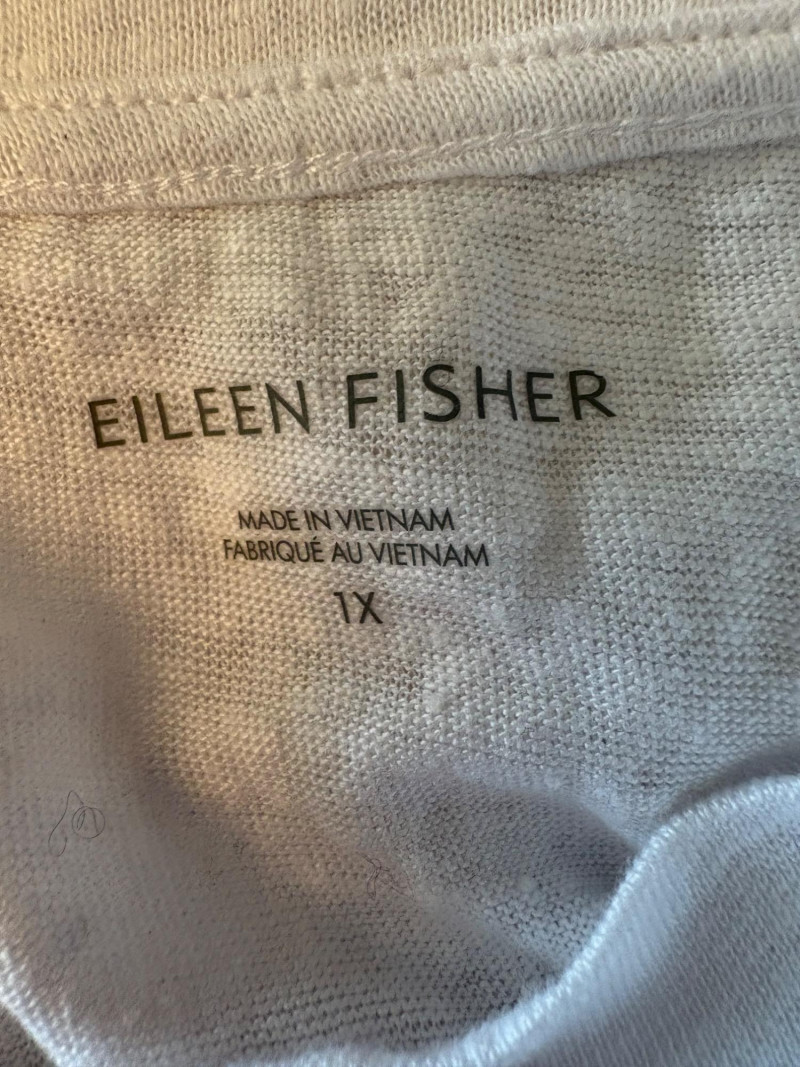 EILEEN FISHER
MADE IN VIETNAM
FABRIQUÉ AU VIETNAM
1X